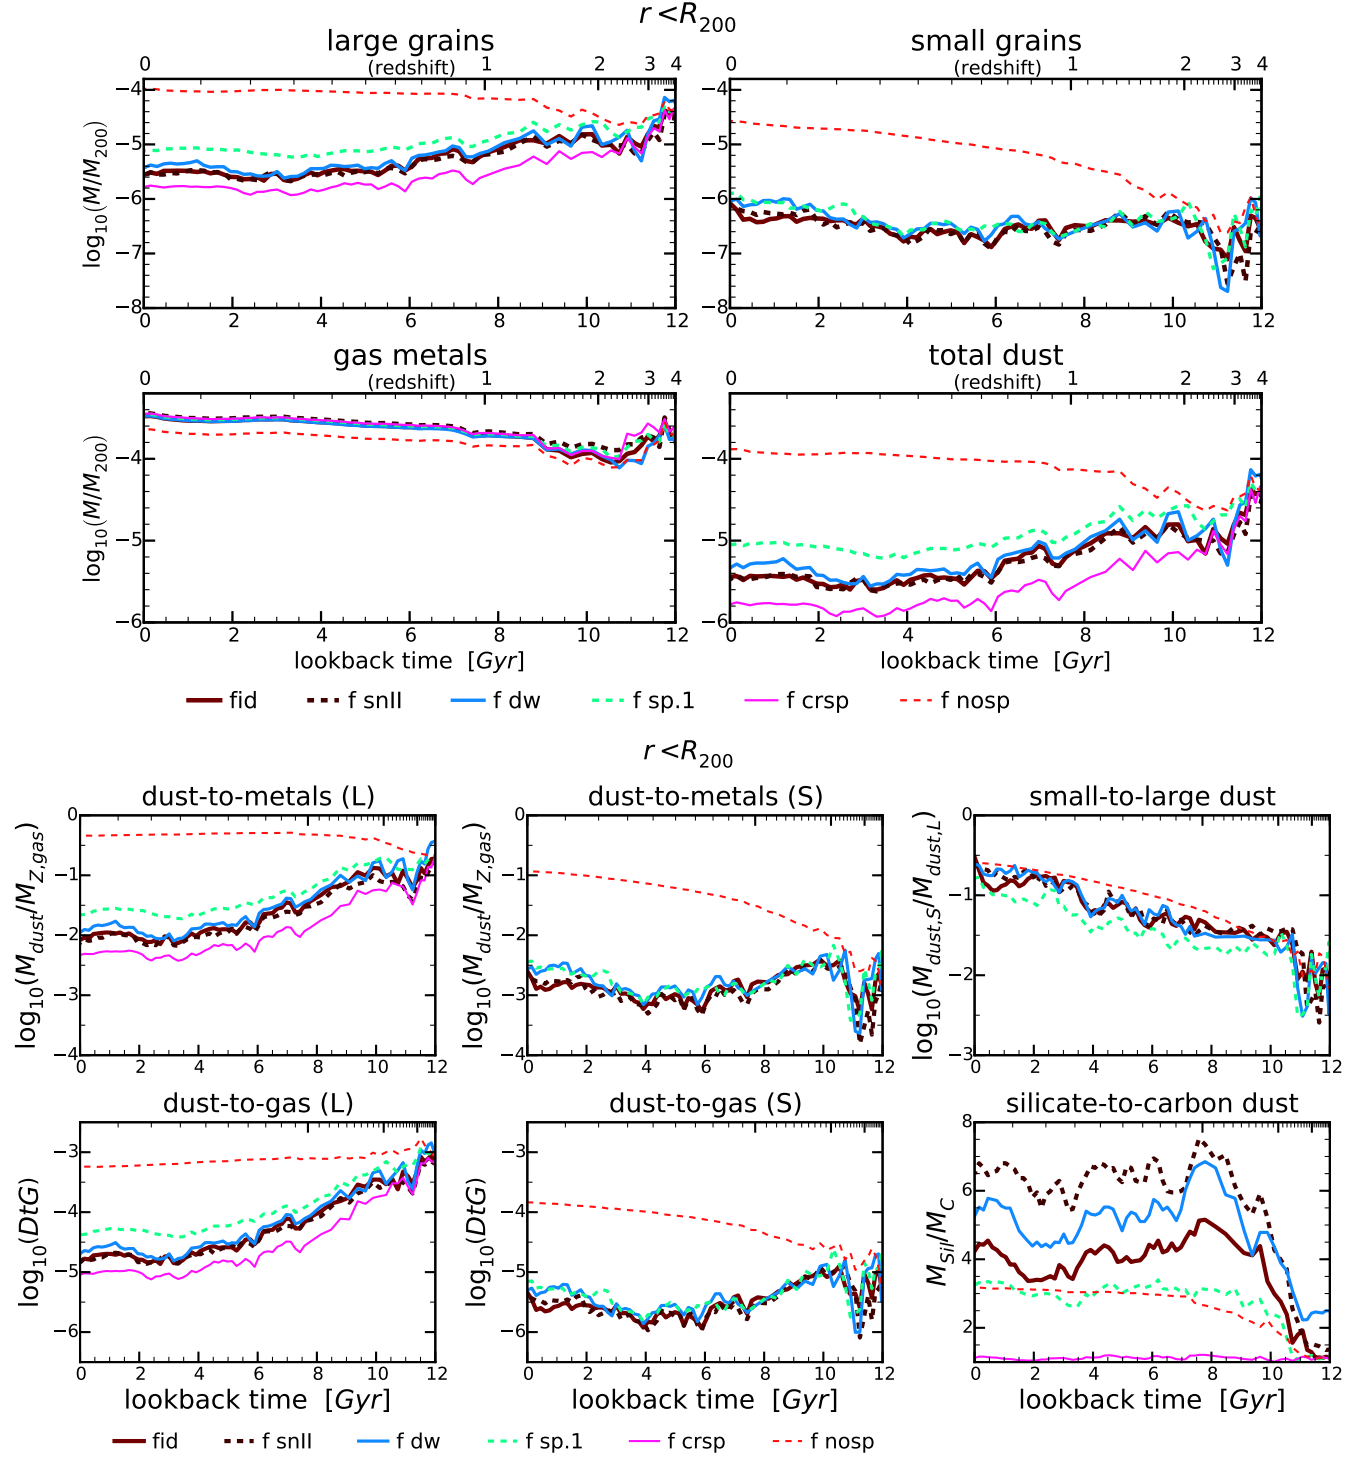 r < R200
large grains
small grains
0 (redshift) 1 2 3 4
0 (redshift) 1 2 3 4
log10(M/M200)
−4
−5
−6
−7
−8
0 2 4 6 8 10 12
−4
−5
−6
−7
−8
0 2 4 6 8 10 12
gas metals
total dust
0 (redshift) 1 2 3 4
0 (redshift) 1 2 3 4
log10(M/M200)
−4
−5
−6
0 2 4 6 8 10 12
−4
−5
−6
0 2 4 6 8 10 12
lookback time [Gyr]
lookback time [Gyr]
fid f snII f dw f sp.1 f crsp f nosp
r < R200
dust-to-metals (L)
dust-to-metals (S)
small-to-large dust
log10(Mdust/MZ,gas)
0
−1
−2
−3
−4
0 2 4 6 8 10 12
log10(Mdust/MZ,gas)
0
−1
−2
−3
−4
0 2 4 6 8 10 12
log10(Mdust,S/Mdust,L)
0
−1
−2
−3
0 2 4 6 8 10 12
dust-to-gas (L)
dust-to-gas (S)
silicate-to-carbon dust
log10(DtG)
−3
−4
−5
−6
0 2 4 6 8 10 12
log10(DtG)
−3
−4
−5
−6
0 2 4 6 8 10 12
MSil/MC
8
6
4
2
0 2 4 6 8 10 12
lookback time [Gyr]
lookback time [Gyr]
lookback time [Gyr]
fid f snII f dw f sp.1 f crsp f nosp